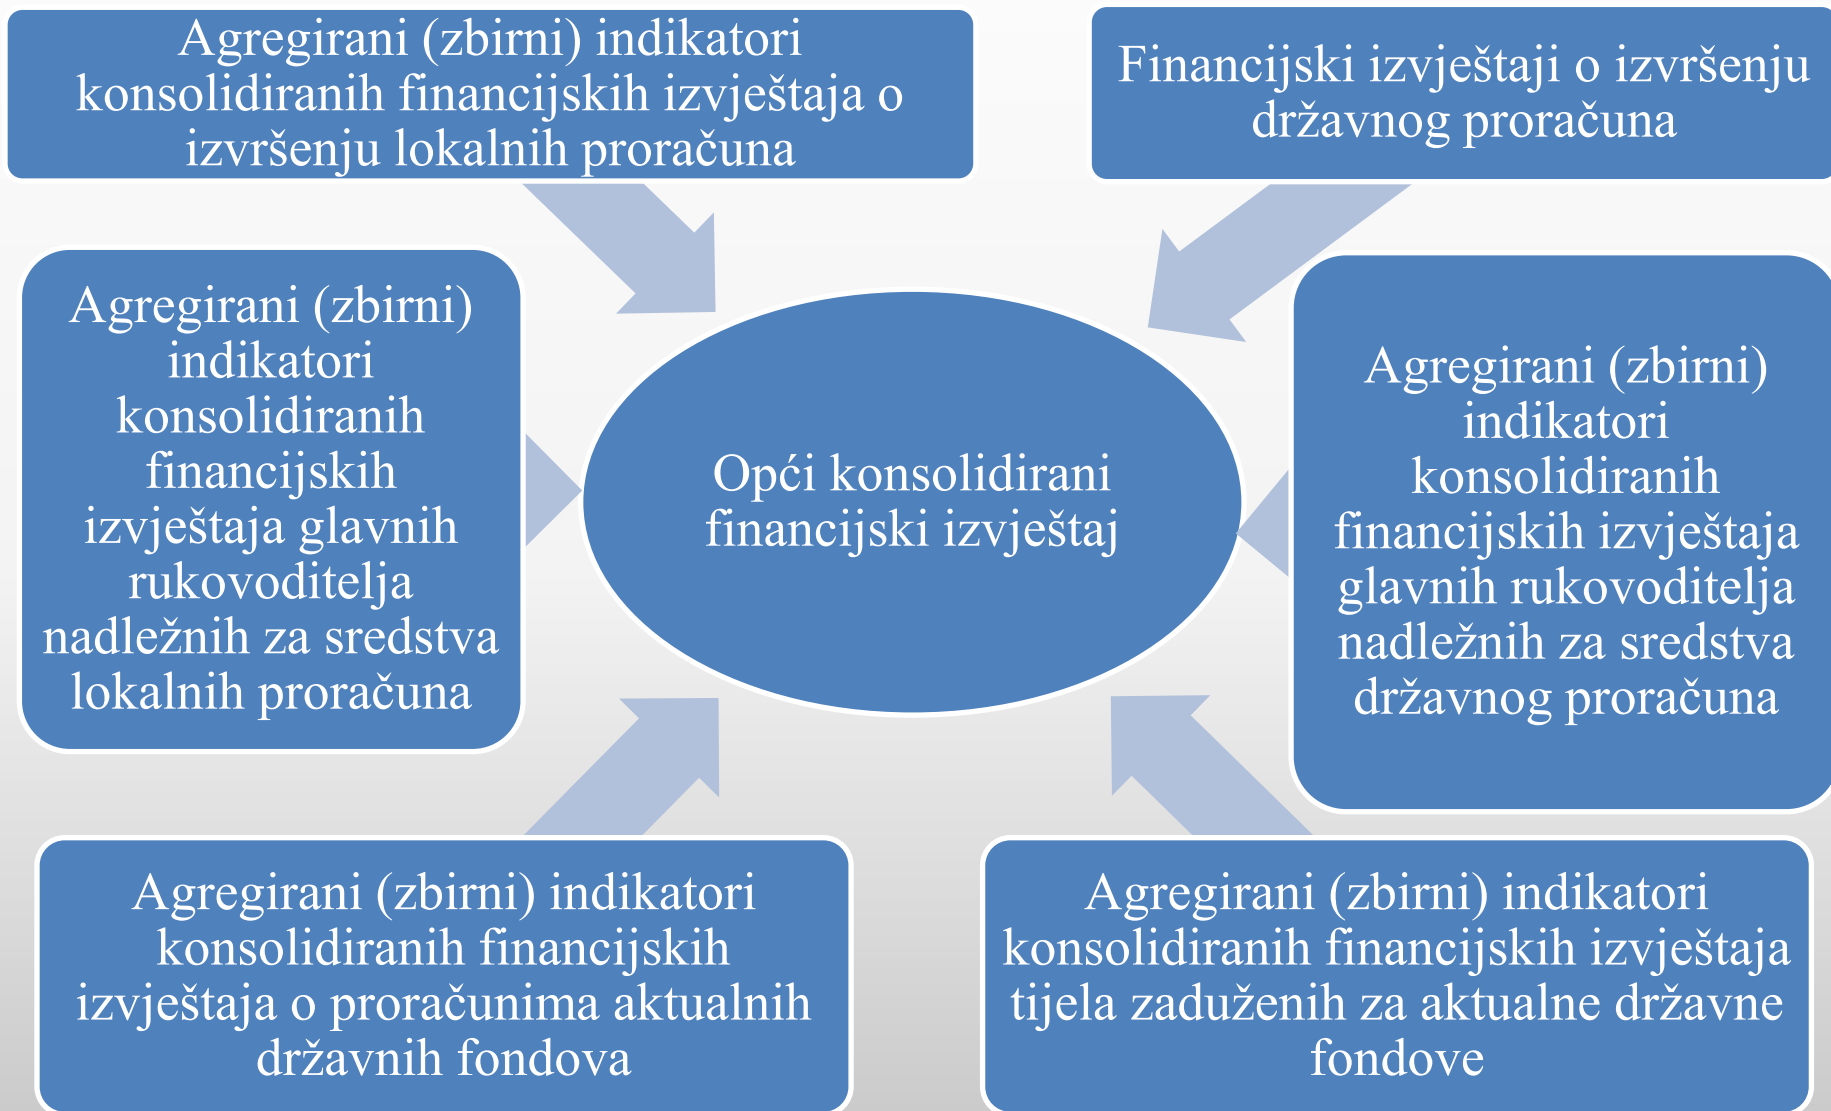 Agregirani (zbirni) indikatori
konsolidiranih financijskih izvještaja o
izvršenju lokalnih proračuna
Financijski izvještaji o izvršenju
državnog proračuna
Agregirani (zbirni)
indikatori
konsolidiranih
financijskih
izvještaja glavnih
rukovoditelja
nadležnih za sredstva
lokalnih proračuna
Opći konsolidirani
financijski izvještaj
Agregirani (zbirni)
indikatori
konsolidiranih
financijskih izvještaja
glavnih rukovoditelja
nadležnih za sredstva
državnog proračuna
Agregirani (zbirni) indikatori
konsolidiranih financijskih
izvještaja o proračunima aktualnih
državnih fondova
Agregirani (zbirni) indikatori
konsolidiranih financijskih izvještaja
tijela zaduženih za aktualne državne
fondove